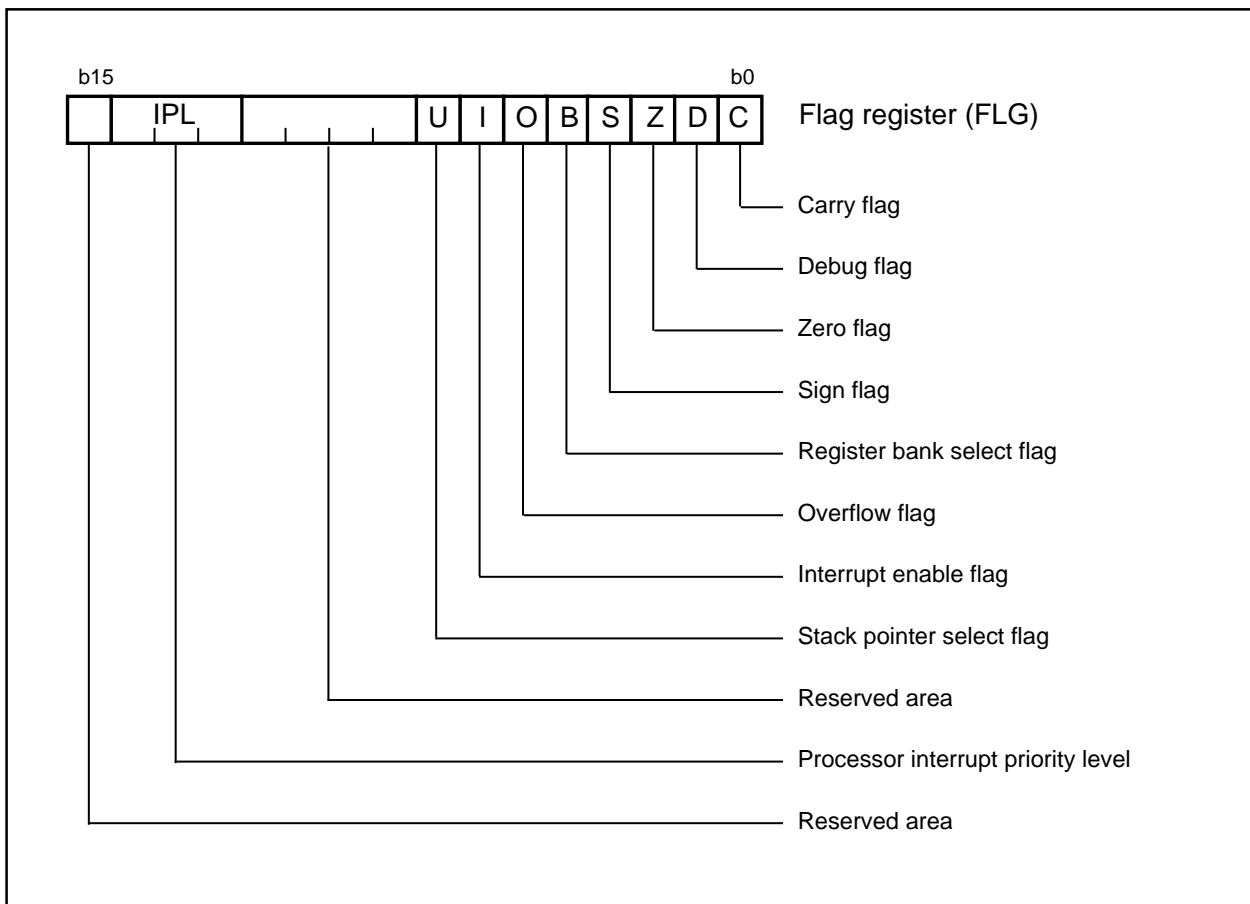 b15 b0
IPL U I O B S Z D C Flag register (FLG)
Carry flag
Debug flag
Zero flag
Sign flag
Register bank select flag
Overflow flag
Interrupt enable flag
Stack pointer select flag
Reserved area
Processor interrupt priority level
Reserved area